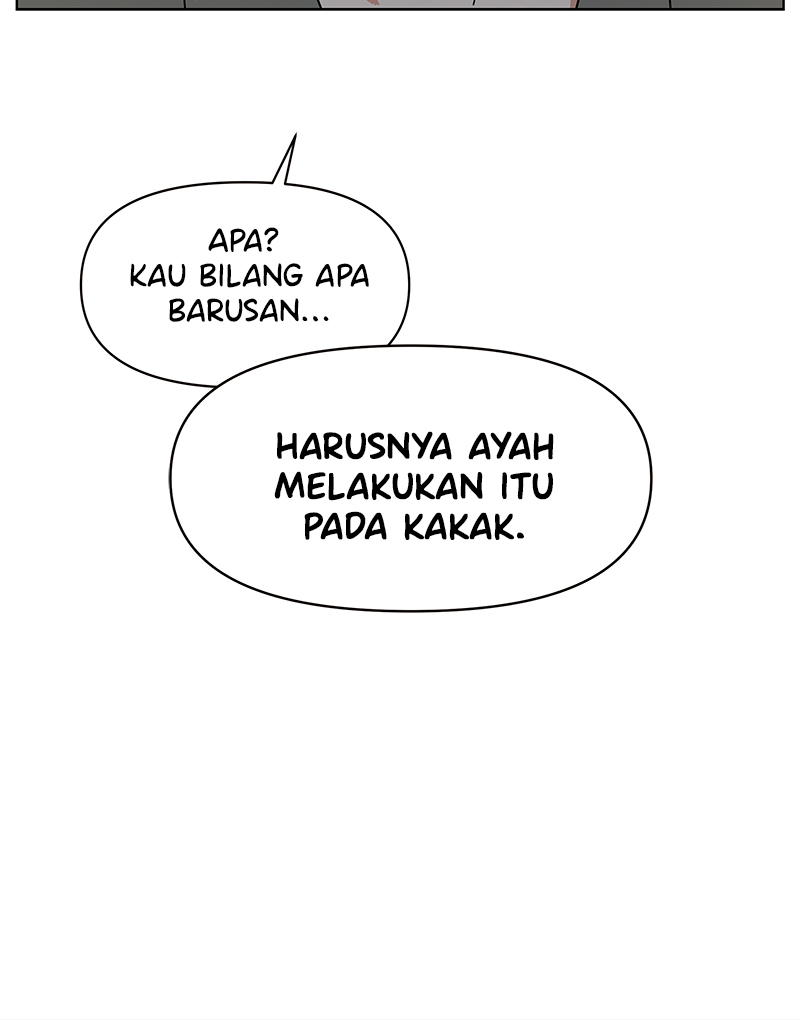 APA?
KAU BILANG APA
BARUSAN...
HARUSNYA AYAH
MELAKUKAN ITU
PADA KAKAK.